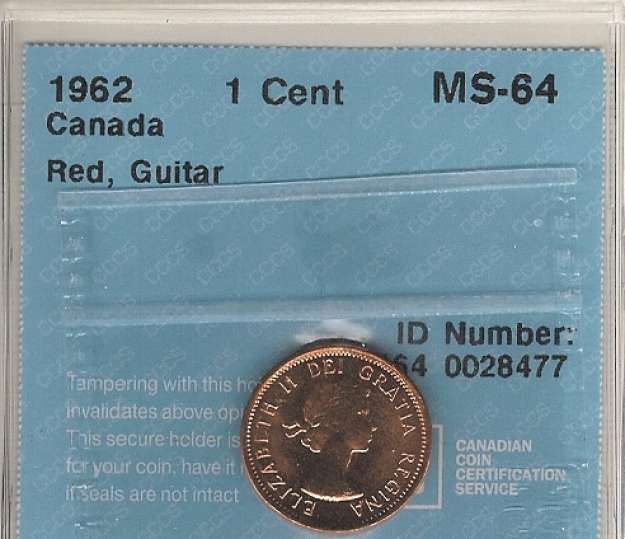 1962 1 Cent MS-64
Canada
Red, Guitar
ID Number:
64 0028477
Tampering with this
invalidates above
This secure holder is
for your coin, have it
if seals are not intact
CANADIAN
COIN
CERTIFICATION
SERVICE
ELIZABETH II DEI GRATIA REGINA